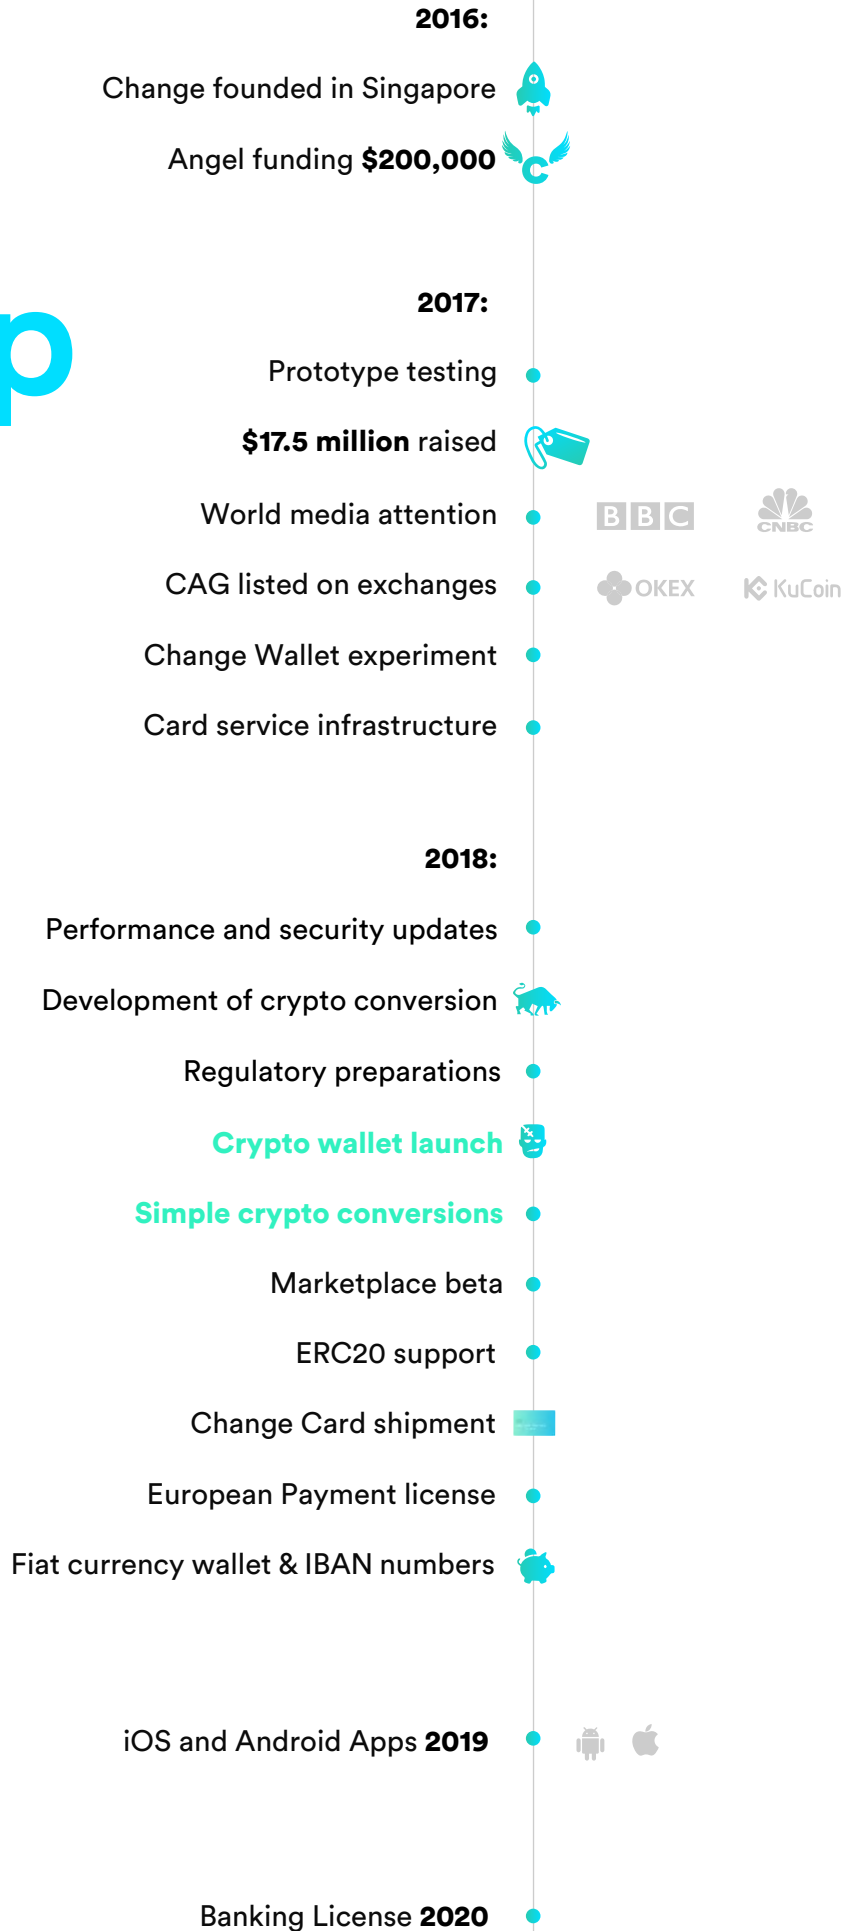 2016:
Change founded in Singapore
Angel funding $200,000
C
p
2017:
Prototype testing
$17.5 million raised
World media attention
BBC
CNBC
CAG listed on exchanges
OKEX
KuCoin
Change Wallet experiment
Card service infrastructure
2018:
Performance and security updates
Development of crypto conversion
Regulatory preparations
Crypto wallet launch
Simple crypto conversions
Marketplace beta
ERC20 support
Change Card shipment
European Payment license
Fiat currency wallet & IBAN numbers
iOS and Android Apps 2019
Banking License 2020